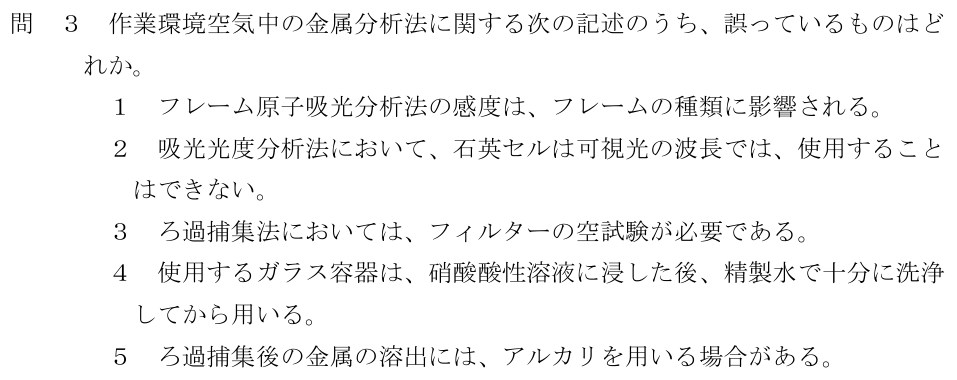 問　３　作業環境空気中の金属分析法に関する次の記述のうち、誤っているものはど
れか。
１　フレーム原子吸光分析法の感度は、フレームの種類に影響される。
２　吸光光度分析法において、石英セルは可視光の波長では、使用すること
はできない。
３　ろ過捕集法においては、フィルターの空試験が必要である。
４　使用するガラス容器は、硝酸酸性溶液に浸した後、精製水で十分に洗浄
してから用いる。
５　ろ過捕集後の金属の溶出には、アルカリを用いる場合がある。